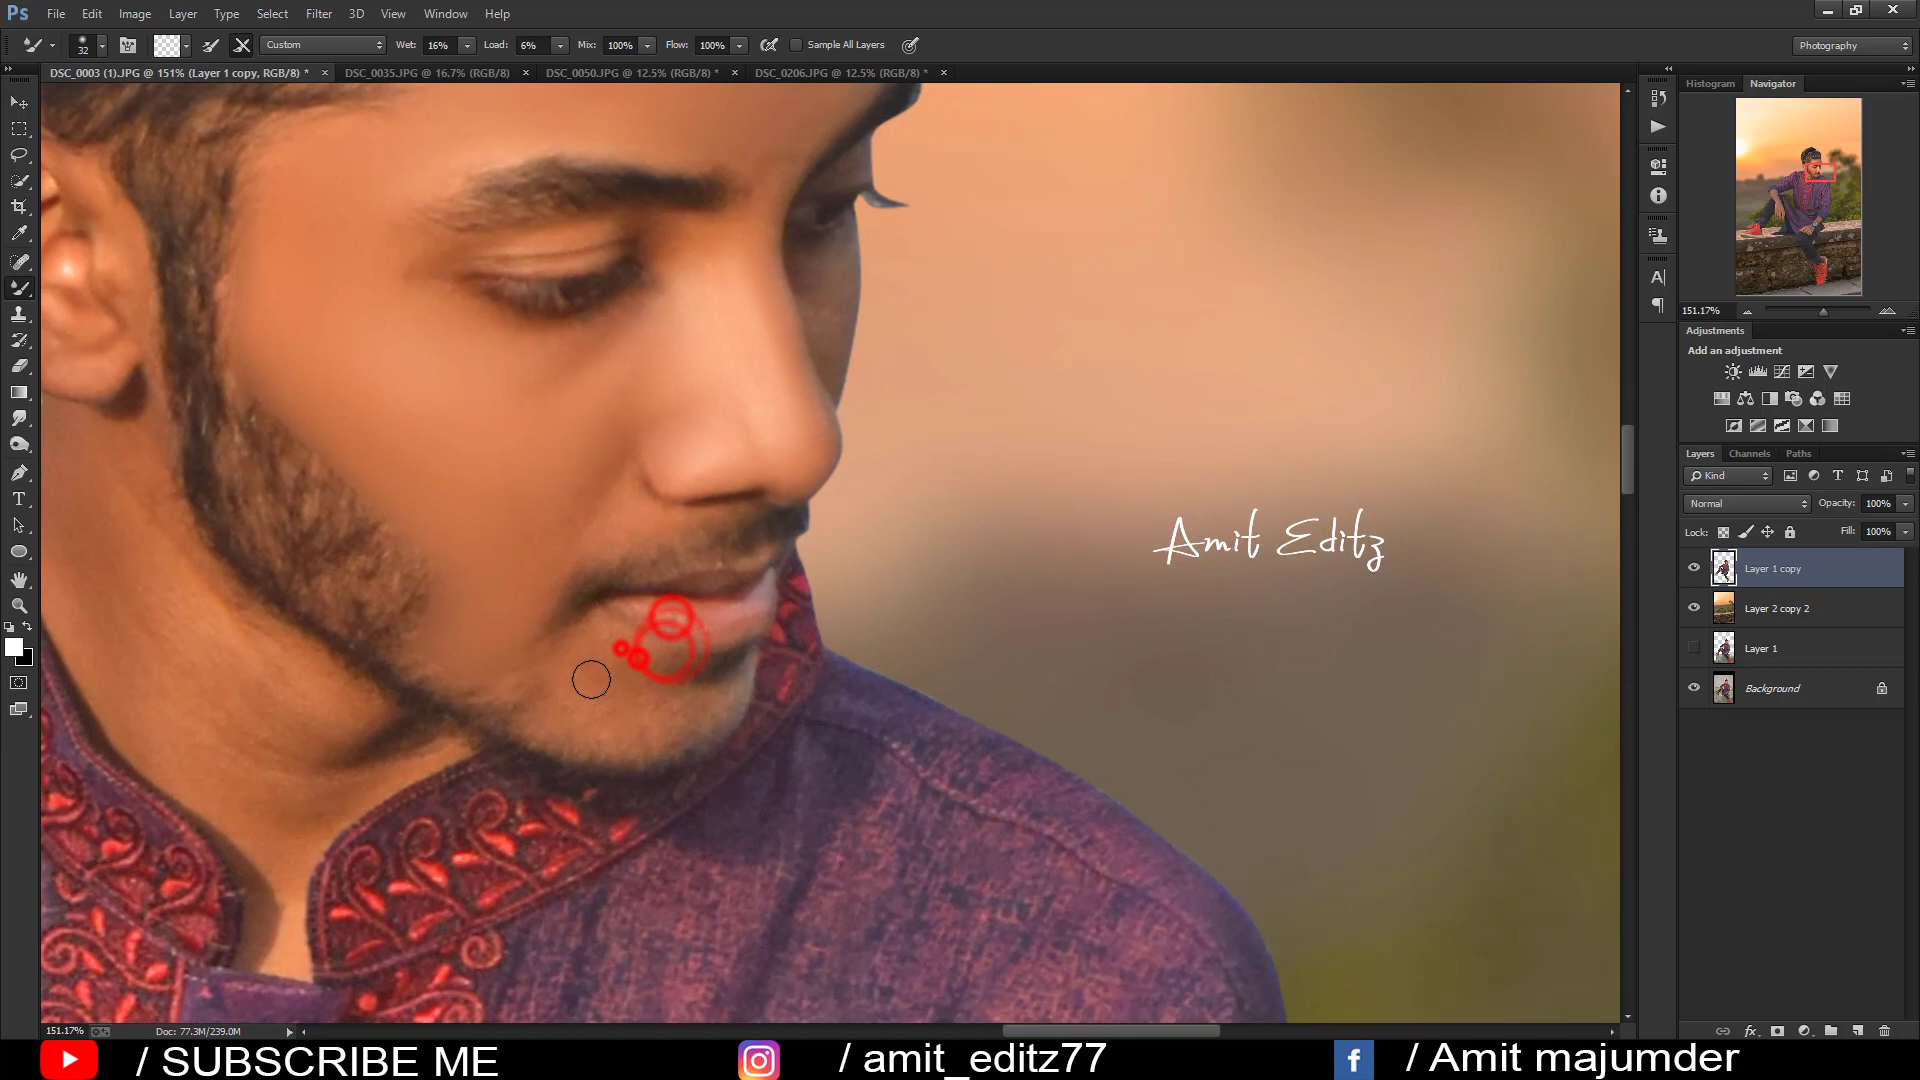 Ps File Edit Image Layer Type Select Filter 3D View Window Help
32 Custom Wet: 16% Load: 6% Mix: 100% Flow: 100% Sample All Layers Photography
DSC_0003 (1).JPG @ 151% (Layer 1 copy, RGB/8) * × DSC_0035.JPG @ 16.7% (RGB/8) × DSC_0050.JPG @ 12.5% (RGB/8) * × DSC_0206.JPG @ 12.5% (RGB/8) * ×
Histogram Navigator
151.17%
Adjustments
Add an adjustment
Layers Channels Paths
Kind
Normal Opacity: 100%
Lock: Fill: 100%
Layer 1 copy
Layer 2 copy 2
Layer 1
Background
Amit Editz
151.17% Doc: 77.3M/239.0M
/ SUBSCRIBE ME / amit_editz77 / Amit majumder